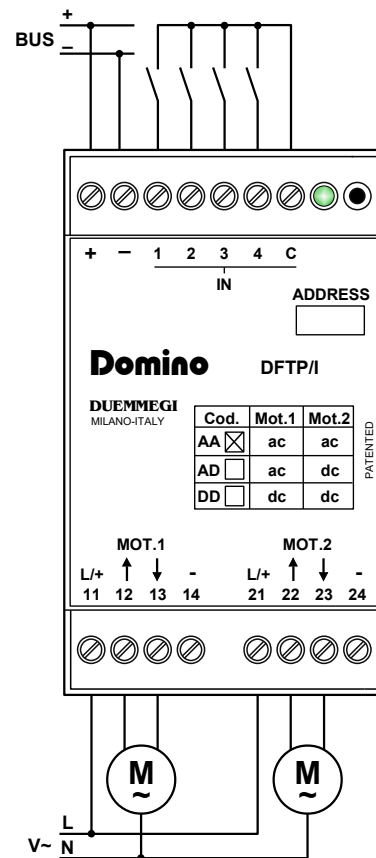 +
BUS
–
+ – 1 2 3 4 C
IN
ADDRESS
Domino DFTP/I
DUEMMEGI
MILANO-ITALY
Cod. Mot.1 Mot.2
AA ac ac
AD ac dc
DD dc dc
PATENTED
MOT.1 MOT.2
L/+ ↑ ↓ - L/+ ↑ ↓ -
11 12 13 14 21 22 23 24
M M
~ ~
L
V~ N